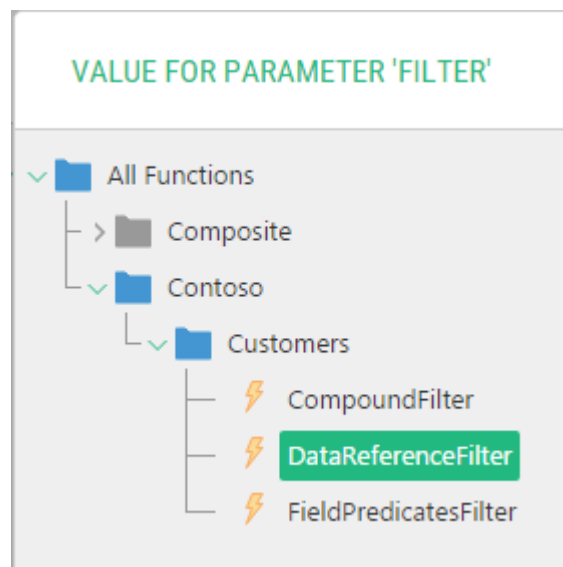 VALUE FOR PARAMETER 'FILTER'
All Functions
Composite
Contoso
Customers
CompoundFilter
DataReferenceFilter
FieldPredicatesFilter